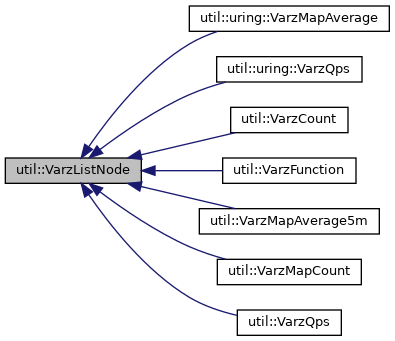 util::uring::VarzMapAverage
util::uring::VarzQps
util::VarzCount
util::VarzListNode
util::VarzFunction
util::VarzMapAverage5m
util::VarzMapCount
util::VarzQps